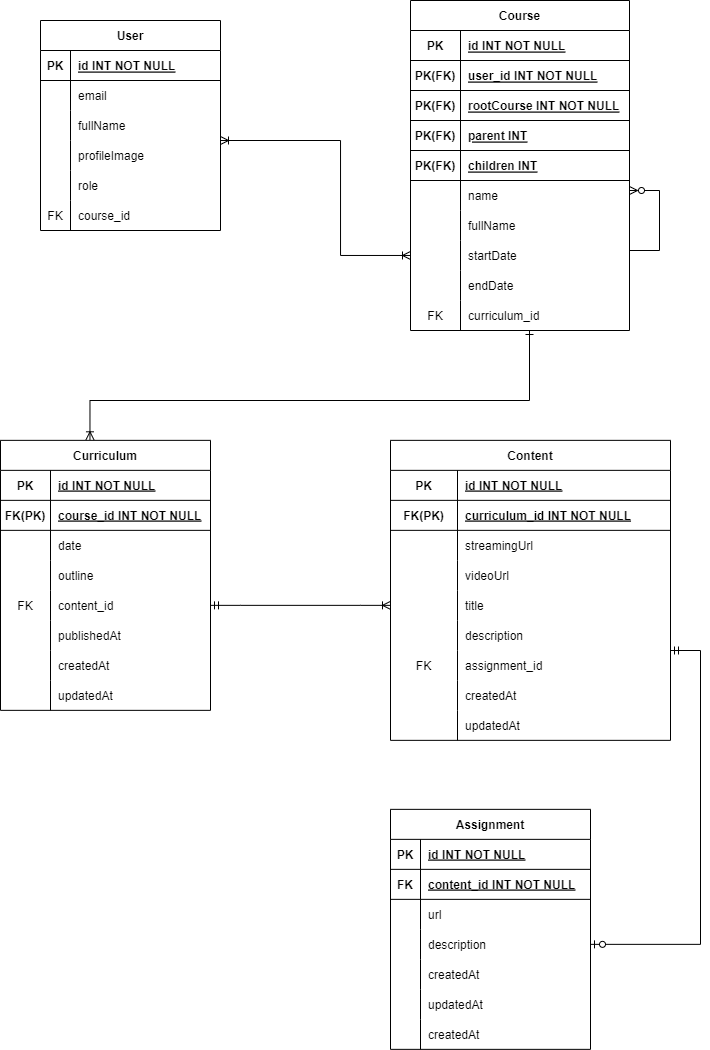 User
PK id INT NOT NULL
email
fullName
profileImage
role
FK course_id
Course
PK id INT NOT NULL
PK(FK) user_id INT NOT NULL
PK(FK) rootCourse INT NOT NULL
PK(FK) parent INT
PK(FK) children INT
name
fullName
startDate
endDate
FK curriculum_id
Curriculum
PK id INT NOT NULL
FK(PK) course_id INT NOT NULL
date
outline
FK content_id
publishedAt
createdAt
updatedAt
Content
PK id INT NOT NULL
FK(PK) curriculum_id INT NOT NULL
streamingUrl
videoUrl
title
description
FK assignment_id
createdAt
updatedAt
Assignment
PK id INT NOT NULL
FK content_id INT NOT NULL
url
description
createdAt
updatedAt
createdAt